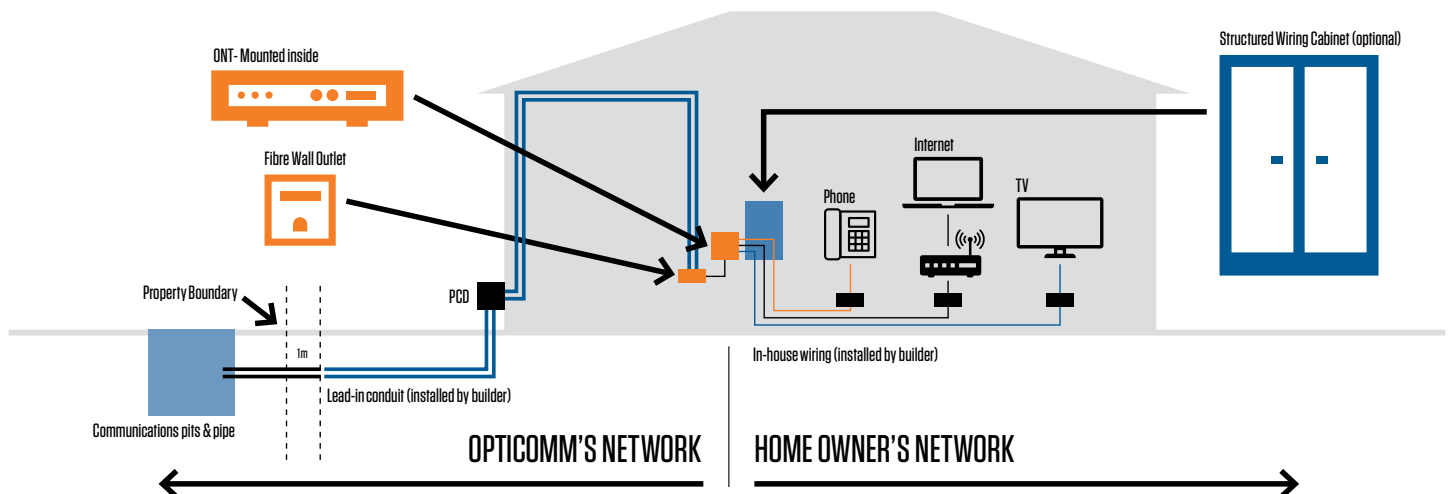 Structured Wiring Cabinet (optional)
ONT- Mounted inside
Fibre Wall Outlet
Internet
Phone
TV
Property Boundary
PCD
1m
In-house wiring (installed by builder)
Lead-in conduit (installed by builder)
Communications pits & pipe
OPTICOMM'S NETWORK
HOME OWNER'S NETWORK